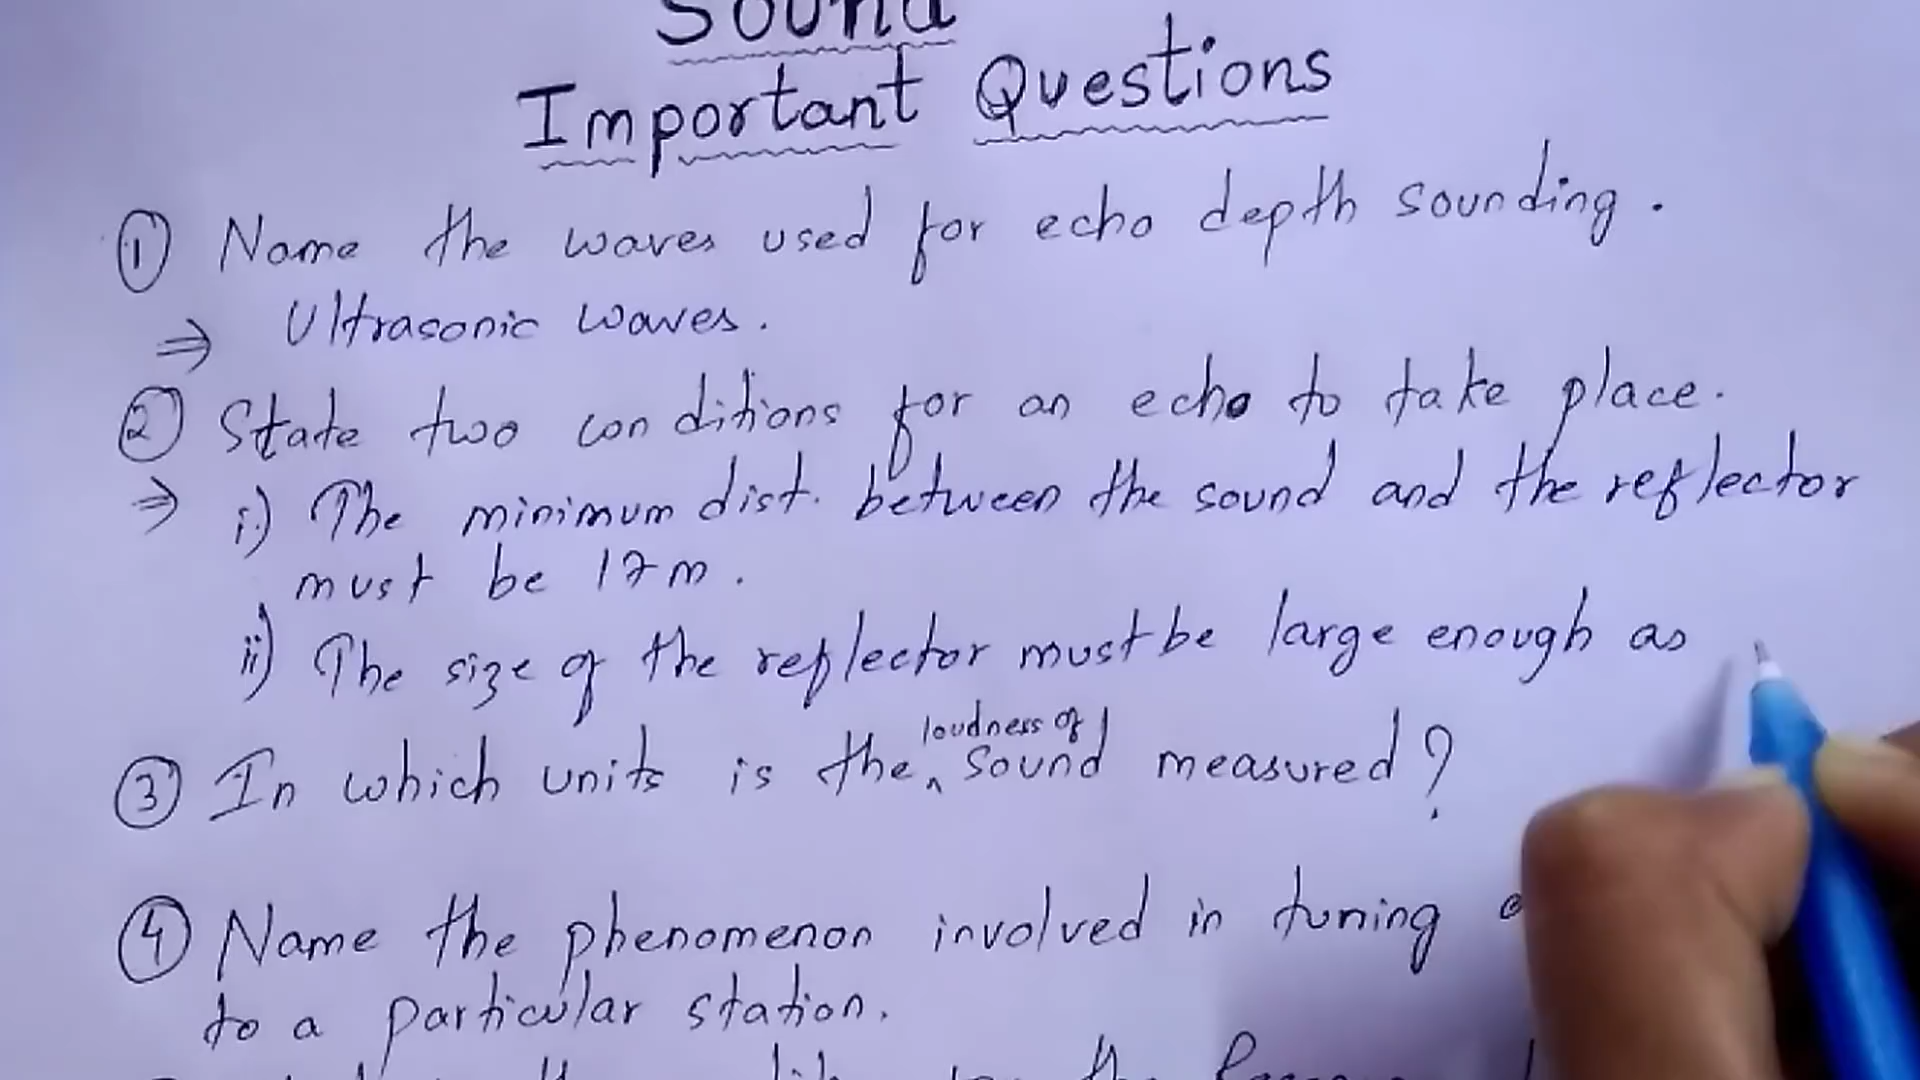 Sound
Important Questions
① Name the waves used for echo depth sounding.
⇒ Ultrasonic waves.
② State two conditions for an echo to take place.
⇒ i) The minimum dist. between the sound and the reflector
must be 17m.
ii) The size of the reflector must be large enough as
loudness of
③ In which units is the ‸ sound measured?
④ Name the phenomenon involved in tuning
to a particular station.